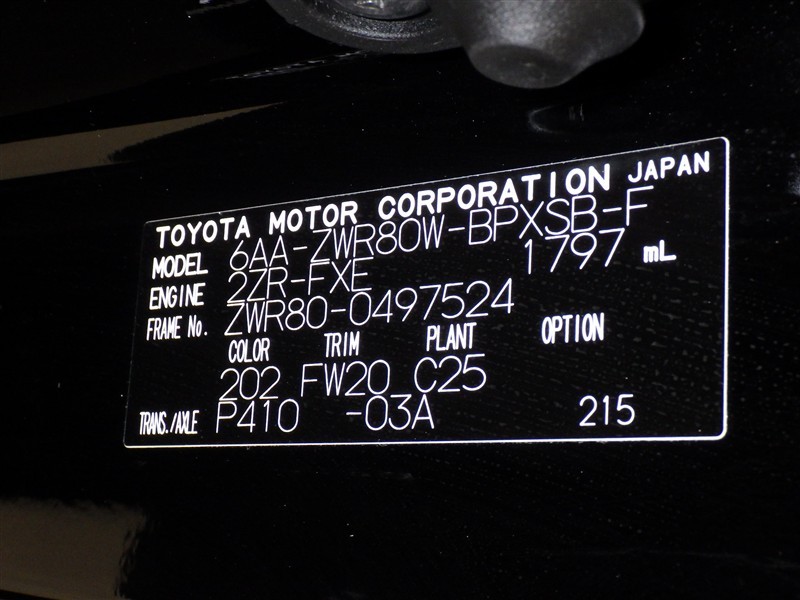 TOYOTA MOTOR CORPORATION JAPAN
MODEL 6AA-ZWR80W-BPXSB-F
ENGINE 2ZR-FXE 1797 mL
FRAME No. ZWR80-0497524
COLOR TRIM PLANT OPTION
202 FW20 C25
TRANS./AXLE P410 -03A 215